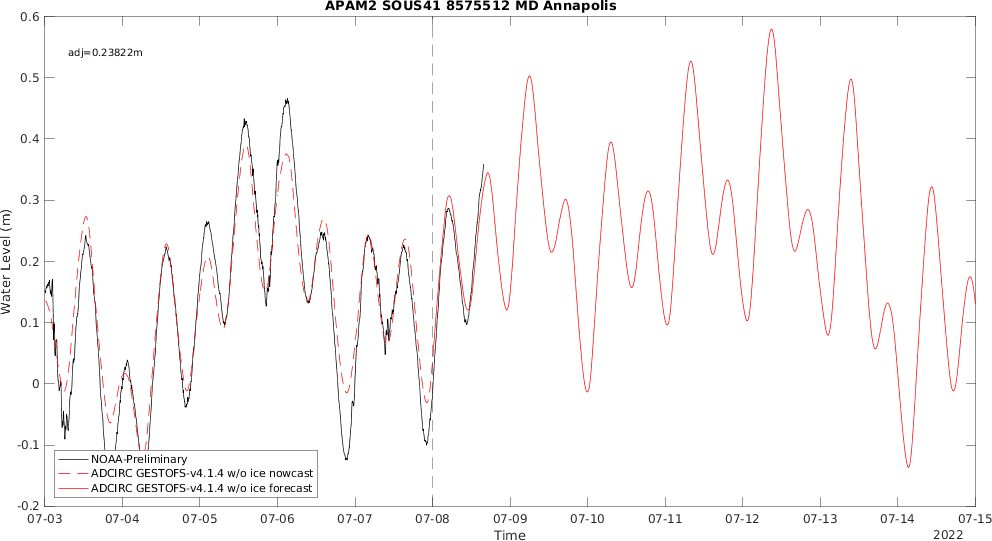 APAM2 SOUS41 8575512 MD Annapolis
adj=0.23822m
Water Level (m)
0.6
0.5
0.4
0.3
0.2
0.1
0
-0.1
-0.2
NOAA-Preliminary
ADCIRC GESTOFS-v4.1.4 w/o ice nowcast
ADCIRC GESTOFS-v4.1.4 w/o ice forecast
07-03 07-04 07-05 07-06 07-07 07-08 07-09 07-10 07-11 07-12 07-13 07-14 07-15
Time
2022